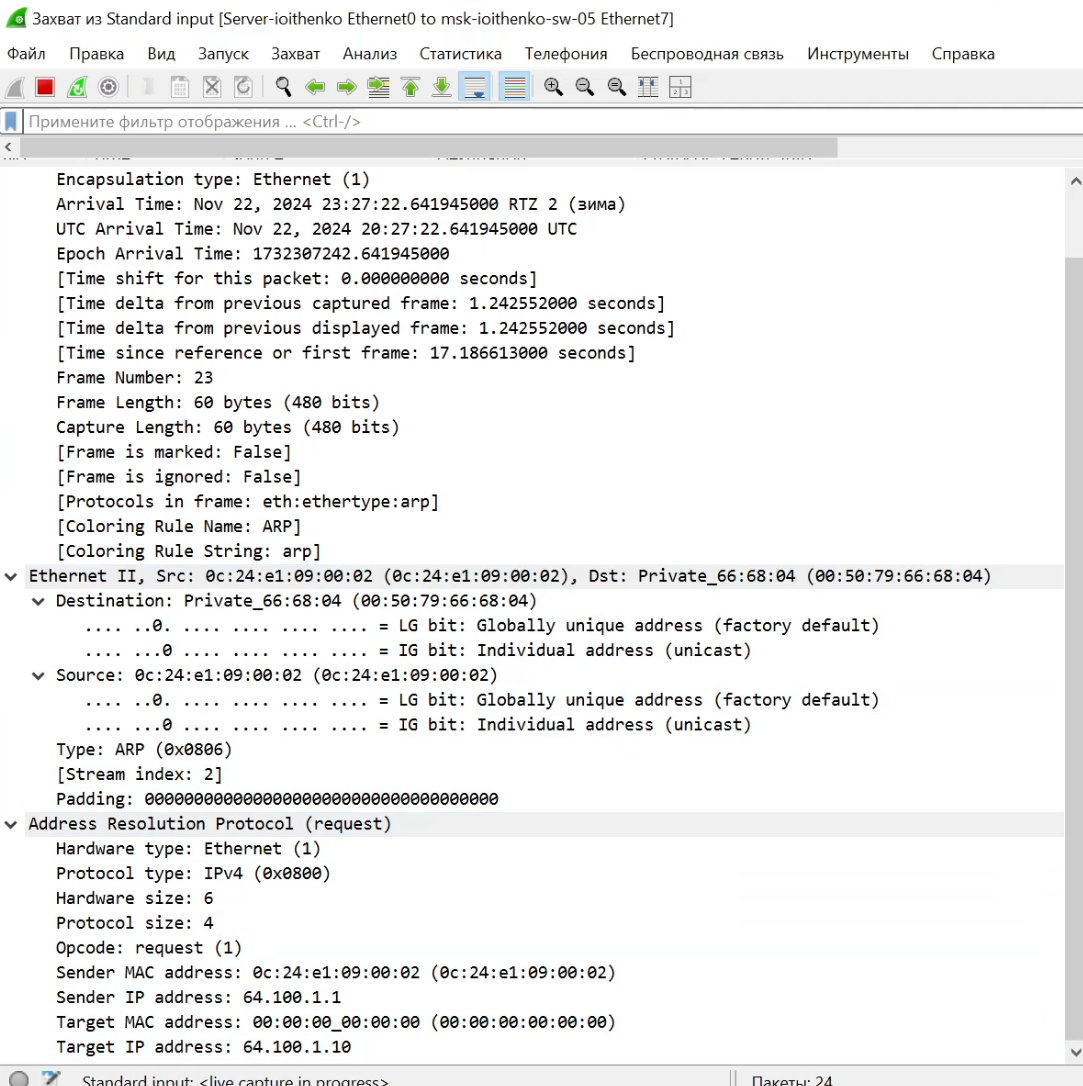 Захват из Standard input [Server-ioithenko Ethernet0 to msk-ioithenko-sw-05 Ethernet7]
Файл Правка Вид Запуск Захват Анализ Статистика Телефония Беспроводная связь Инструменты Справка
Примените фильтр отображения ... <Ctrl-/>
Encapsulation type: Ethernet (1)
Arrival Time: Nov 22, 2024 23:27:22.641945000 RTZ 2 (зима)
UTC Arrival Time: Nov 22, 2024 20:27:22.641945000 UTC
Epoch Arrival Time: 1732307242.641945000
[Time shift for this packet: 0.000000000 seconds]
[Time delta from previous captured frame: 1.242552000 seconds]
[Time delta from previous displayed frame: 1.242552000 seconds]
[Time since reference or first frame: 17.186613000 seconds]
Frame Number: 23
Frame Length: 60 bytes (480 bits)
Capture Length: 60 bytes (480 bits)
[Frame is marked: False]
[Frame is ignored: False]
[Protocols in frame: eth:ethertype:arp]
[Coloring Rule Name: ARP]
[Coloring Rule String: arp]
Ethernet II, Src: 0c:24:e1:09:00:02 (0c:24:e1:09:00:02), Dst: Private_66:68:04 (00:50:79:66:68:04)
Destination: Private_66:68:04 (00:50:79:66:68:04)
.... ..0. .... .... .... .... = LG bit: Globally unique address (factory default)
.... ...0 .... .... .... .... = IG bit: Individual address (unicast)
Source: 0c:24:e1:09:00:02 (0c:24:e1:09:00:02)
.... ..0. .... .... .... .... = LG bit: Globally unique address (factory default)
.... ...0 .... .... .... .... = IG bit: Individual address (unicast)
Type: ARP (0x0806)
[Stream index: 2]
Padding: 000000000000000000000000000000000000
Address Resolution Protocol (request)
Hardware type: Ethernet (1)
Protocol type: IPv4 (0x0800)
Hardware size: 6
Protocol size: 4
Opcode: request (1)
Sender MAC address: 0c:24:e1:09:00:02 (0c:24:e1:09:00:02)
Sender IP address: 64.100.1.1
Target MAC address: 00:00:00_00:00:00 (00:00:00:00:00:00)
Target IP address: 64.100.1.10
Standard input: <live capture in progress> Пакеты: 24